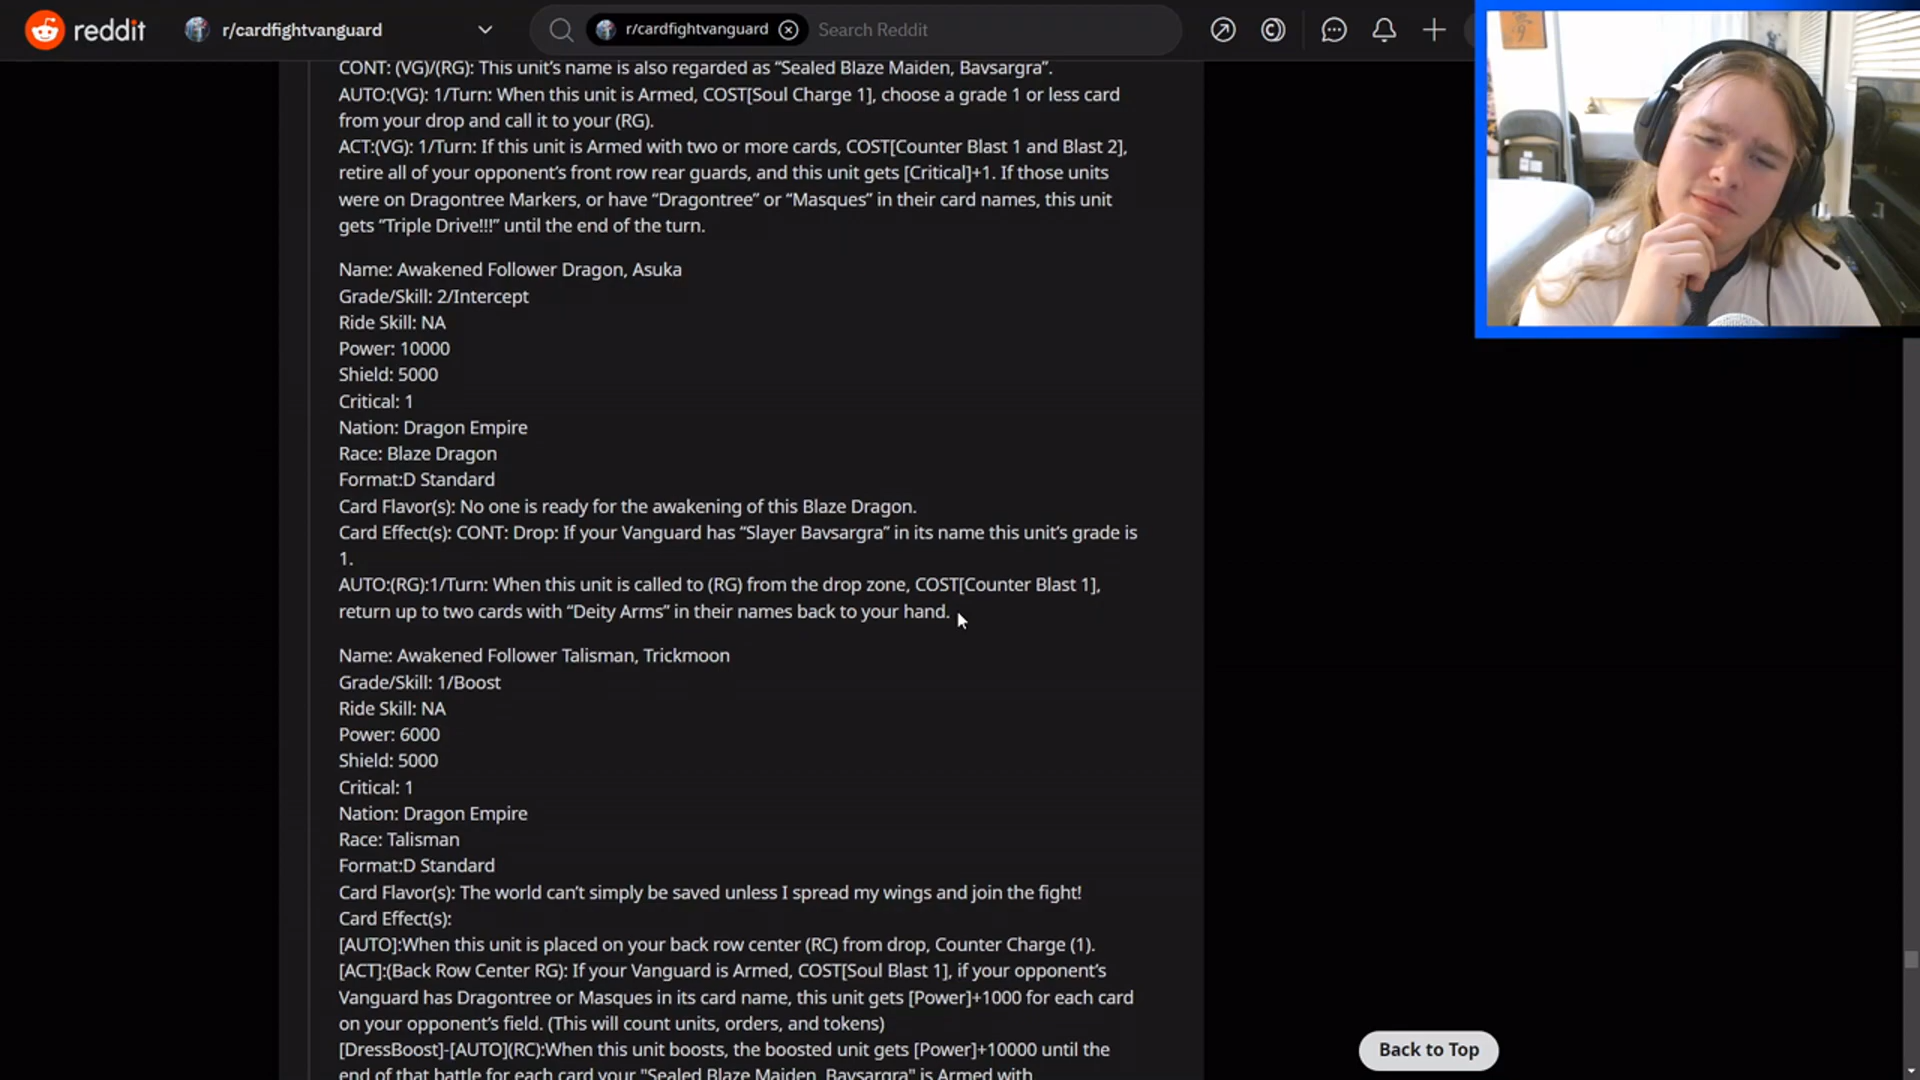 reddit
r/cardfightvanguard
r/cardfightvanguard
Search Reddit
CONT: (VG)/(RG): This unit's name is also regarded as “Sealed Blaze Maiden, Bavsargra”.
AUTO:(VG): 1/Turn: When this unit is Armed, COST[Soul Charge 1], choose a grade 1 or less card
from your drop and call it to your (RG).
ACT:(VG): 1/Turn: If this unit is Armed with two or more cards, COST[Counter Blast 1 and Blast 2],
retire all of your opponent's front row rear guards, and this unit gets [Critical]+1. If those units
were on Dragontree Markers, or have “Dragontree” or “Masques” in their card names, this unit
gets “Triple Drive!!!” until the end of the turn.
Name: Awakened Follower Dragon, Asuka
Grade/Skill: 2/Intercept
Ride Skill: NA
Power: 10000
Shield: 5000
Critical: 1
Nation: Dragon Empire
Race: Blaze Dragon
Format:D Standard
Card Flavor(s): No one is ready for the awakening of this Blaze Dragon.
Card Effect(s): CONT: Drop: If your Vanguard has “Slayer Bavsargra” in its name this unit's grade is
1.
AUTO:(RG):1/Turn: When this unit is called to (RG) from the drop zone, COST[Counter Blast 1],
return up to two cards with “Deity Arms” in their names back to your hand.
Name: Awakened Follower Talisman, Trickmoon
Grade/Skill: 1/Boost
Ride Skill: NA
Power: 6000
Shield: 5000
Critical: 1
Nation: Dragon Empire
Race: Talisman
Format:D Standard
Card Flavor(s): The world can't simply be saved unless I spread my wings and join the fight!
Card Effect(s):
[AUTO]:When this unit is placed on your back row center (RC) from drop, Counter Charge (1).
[ACT]:(Back Row Center RG): If your Vanguard is Armed, COST[Soul Blast 1], if your opponent's
Vanguard has Dragontree or Masques in its card name, this unit gets [Power]+1000 for each card
on your opponent's field. (This will count units, orders, and tokens)
[DressBoost]-[AUTO](RC):When this unit boosts, the boosted unit gets [Power]+10000 until the
end of that battle for each card your "Sealed Blaze Maiden, Bavsargra" is Armed with
Back to Top